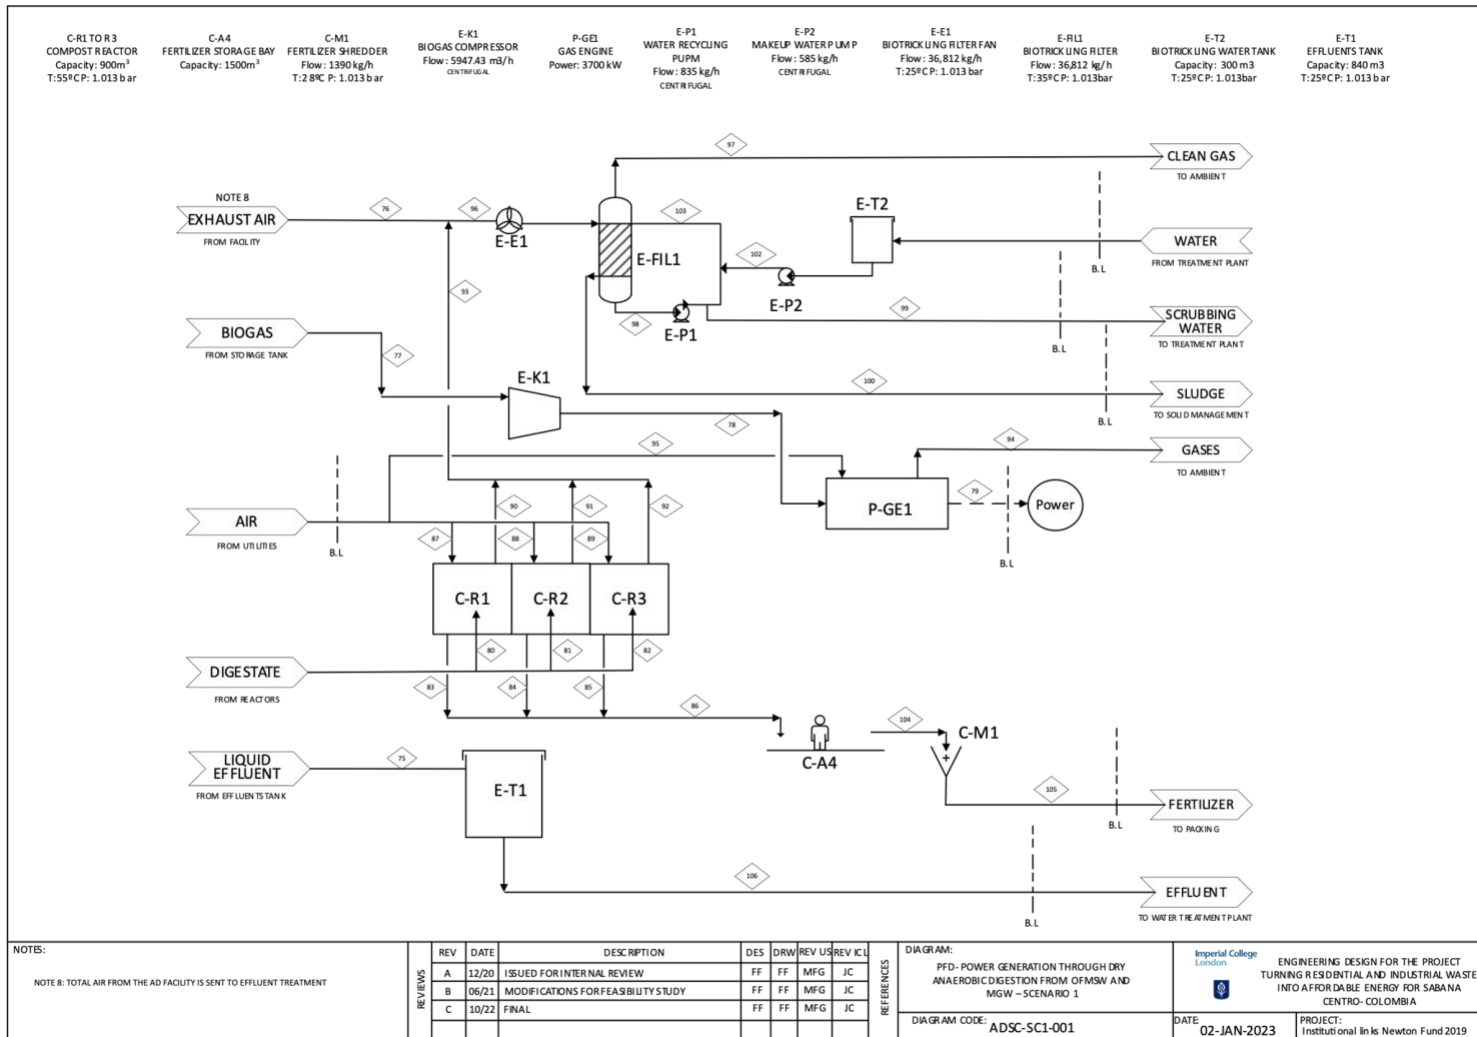 C-R1 TO R3
COMPOST REACTOR
Capacity: 900m³
T:55ºC P: 1.013 bar
C-A4
FERTILIZER STORAGE BAY
Capacity: 1500m³
C-M1
FERTILIZER SHREDDER
Flow: 1390 kg/h
T:28ºC P: 1.013 bar
E-K1
BIOGAS COMPRESSOR
Flow: 5947.43 m3/h
CENTRIFUGAL
P-GE1
GAS ENGINE
Power: 3700 kW
E-P1
WATER RECYCLING
PUPM
Flow: 835 kg/h
CENTRIFUGAL
E-P2
MAKEUP WATER PUMP
Flow: 585 kg/h
CENTRIFUGAL
E-E1
BIOTRICKLING FILTER FAN
Flow: 36,812 kg/h
T:25ºC P: 1.013 bar
E-FIL1
BIOTRICKLING FILTER
Flow: 36,812 kg/h
T:35ºC P: 1.013bar
E-T2
BIOTRICKLING WATER TANK
Capacity: 300 m3
T:25ºC P: 1.013bar
E-T1
EFFLUENTS TANK
Capacity: 840 m3
T:25ºC P: 1.013 bar
97
CLEAN GAS
TO AMBIENT
NOTE 8
EXHAUST AIR
FROM FACILITY
76
96
E-E1
103
E-FIL1
E-T2
102
E-P2
WATER
FROM TREATMENT PLANT
B.L
93
98
E-P1
99
SCRUBBING
WATER
TO TREATMENT PLANT
B.L
BIOGAS
FROM STORAGE TANK
77
E-K1
100
SLUDGE
TO SOLID MANAGEMENT
B.L
78
95
94
GASES
TO AMBIENT
90
91
92
P-GE1
79
Power
B.L
AIR
FROM UTILITIES
B.L
87
88
89
C-R1
C-R2
C-R3
80
81
82
DIGESTATE
FROM REACTORS
83
84
85
86
C-A4
104
C-M1
LIQUID
EFFLUENT
FROM EFFLUENTS TANK
75
E-T1
105
FERTILIZER
TO PACKING
B.L
106
EFFLUENT
TO WATER TREATMENT PLANT
B.L
NOTES:
NOTE 8: TOTAL AIR FROM THE AD FACILITY IS SENT TO EFFLUENT TREATMENT
REVIEWS
REV DATE DESCRIPTION DES DRW REV US REV ICL
A 12/20 ISSUED FOR INTERNAL REVIEW FF FF MFG JC
B 06/21 MODIFICATIONS FOR FEASIBILITY STUDY FF FF MFG JC
C 10/22 FINAL FF FF MFG JC
REFERENCES
DIAGRAM:
PFD- POWER GENERATION THROUGH DRY
ANAEROBIC DIGESTION FROM OFMSW AND
MGW – SCENARIO 1
DIAGRAM CODE: ADSC-SC1-001
Imperial College
London
ENGINEERING DESIGN FOR THE PROJECT
TURNING RESIDENTIAL AND INDUSTRIAL WASTE
INTO AFFORDABLE ENERGY FOR SABANA
CENTRO- COLOMBIA
DATE: 02-JAN-2023
PROJECT:
Institutional links Newton Fund 2019